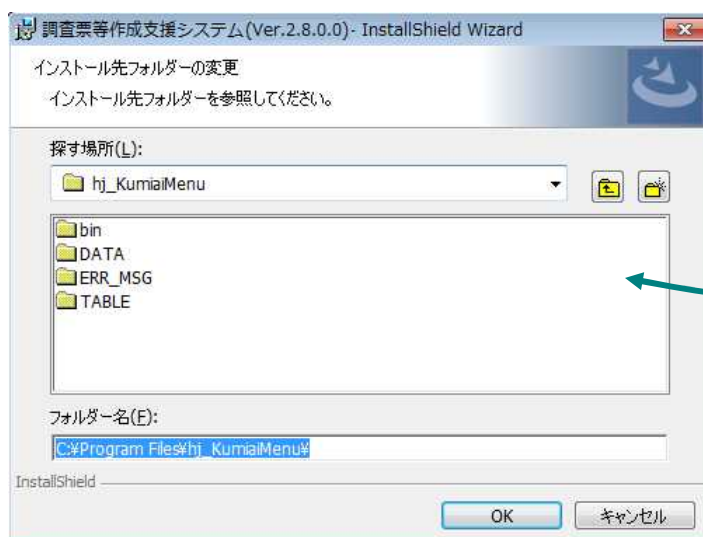 調査票等作成支援システム(Ver.2.8.0.0)- InstallShield Wizard
インストール先フォルダーの変更
インストール先フォルダーを参照してください。
探す場所(L):
hj_KumiaiMenu
bin
DATA
ERR_MSG
TABLE
フォルダー名(F):
C:¥Program Files¥hj_KumiaiMenu¥
InstallShield
OK
キャンセル